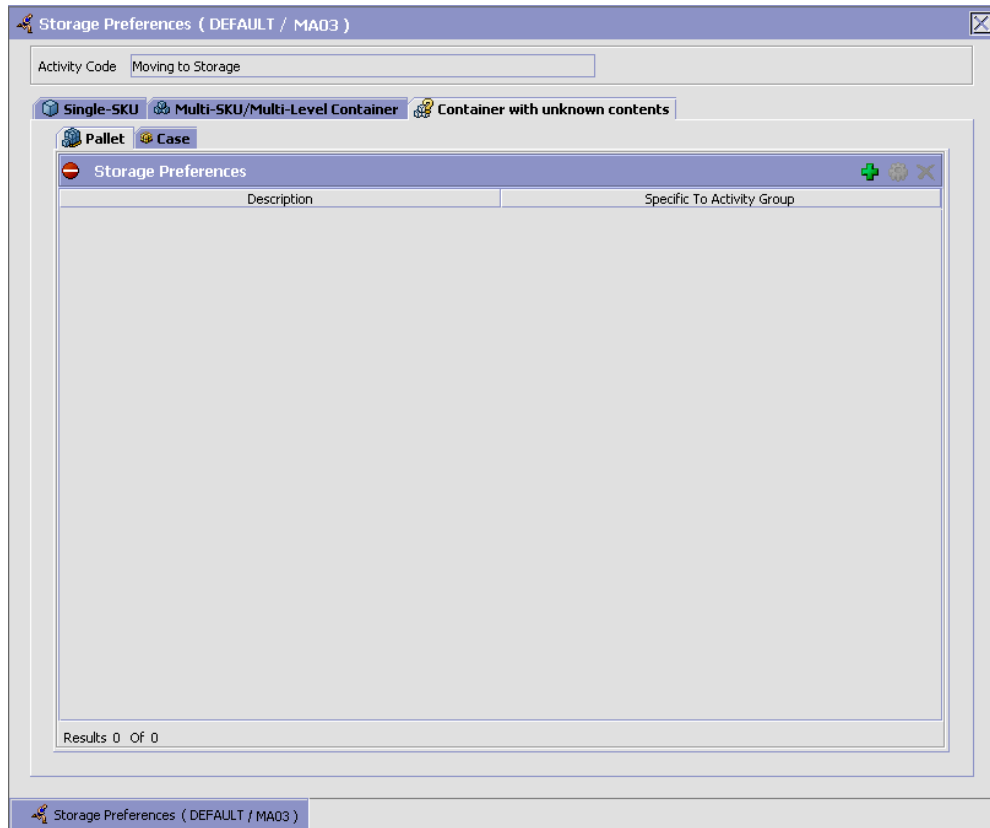 Storage Preferences ( DEFAULT / MA03 )
Activity Code Moving to Storage
Single-SKU Multi-SKU/Multi-Level Container Container with unknown contents
Pallet Case
Storage Preferences
Description Specific To Activity Group
Results 0 Of 0
Storage Preferences ( DEFAULT / MA03 )